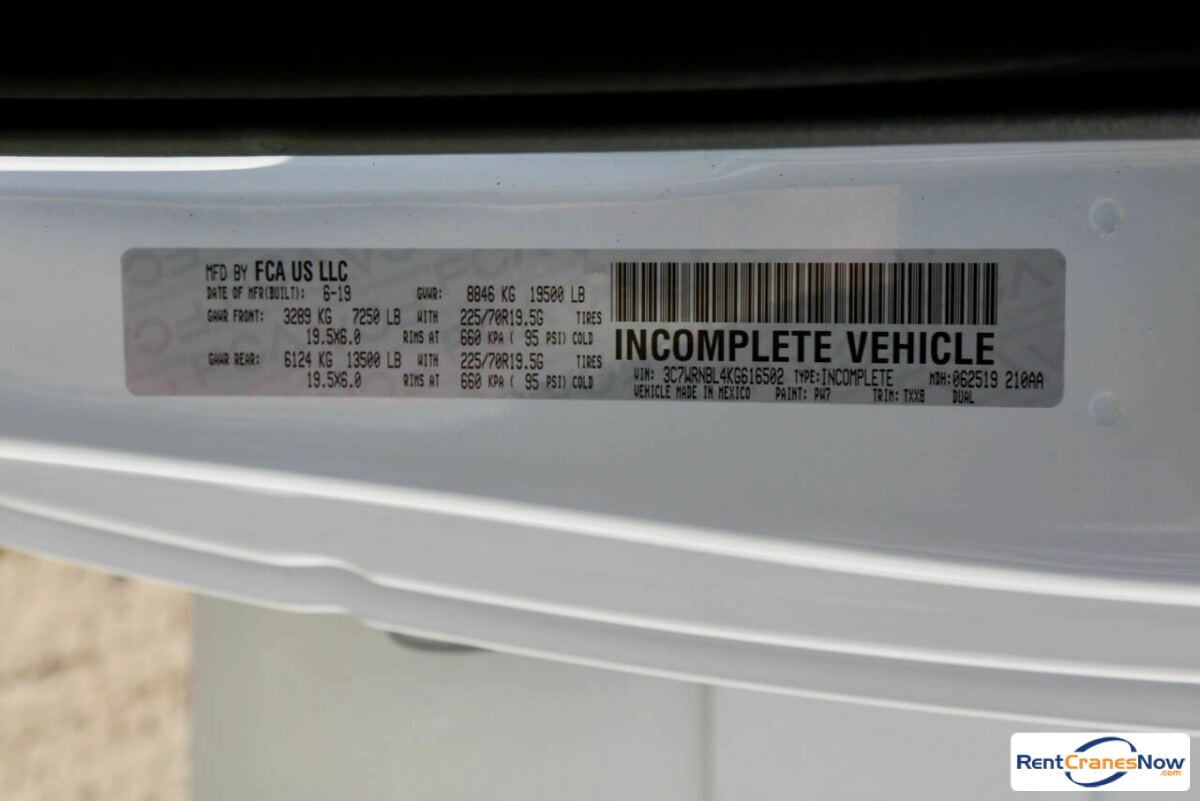 MFD BY FCA US LLC
DATE OF MFR(BUILT): 6-19 GVWR: 8846 KG 19500 LB
GAWR FRONT: 3289 KG 7250 LB WITH 225/70R19.5G TIRES
19.5X6.0 RIMS AT 660 KPA ( 95 PSI) COLD
GAWR REAR: 6124 KG 13500 LB WITH 225/70R19.5G TIRES
19.5X6.0 RIMS AT 660 KPA ( 95 PSI) COLD
INCOMPLETE VEHICLE
VIN: 3C7WRNBL4KG616502 TYPE:INCOMPLETE MDH:062519 210AA
VEHICLE MADE IN MEXICO PAINT: PW7 TRIM: TXX8 DUAL
RentCranesNow
.com